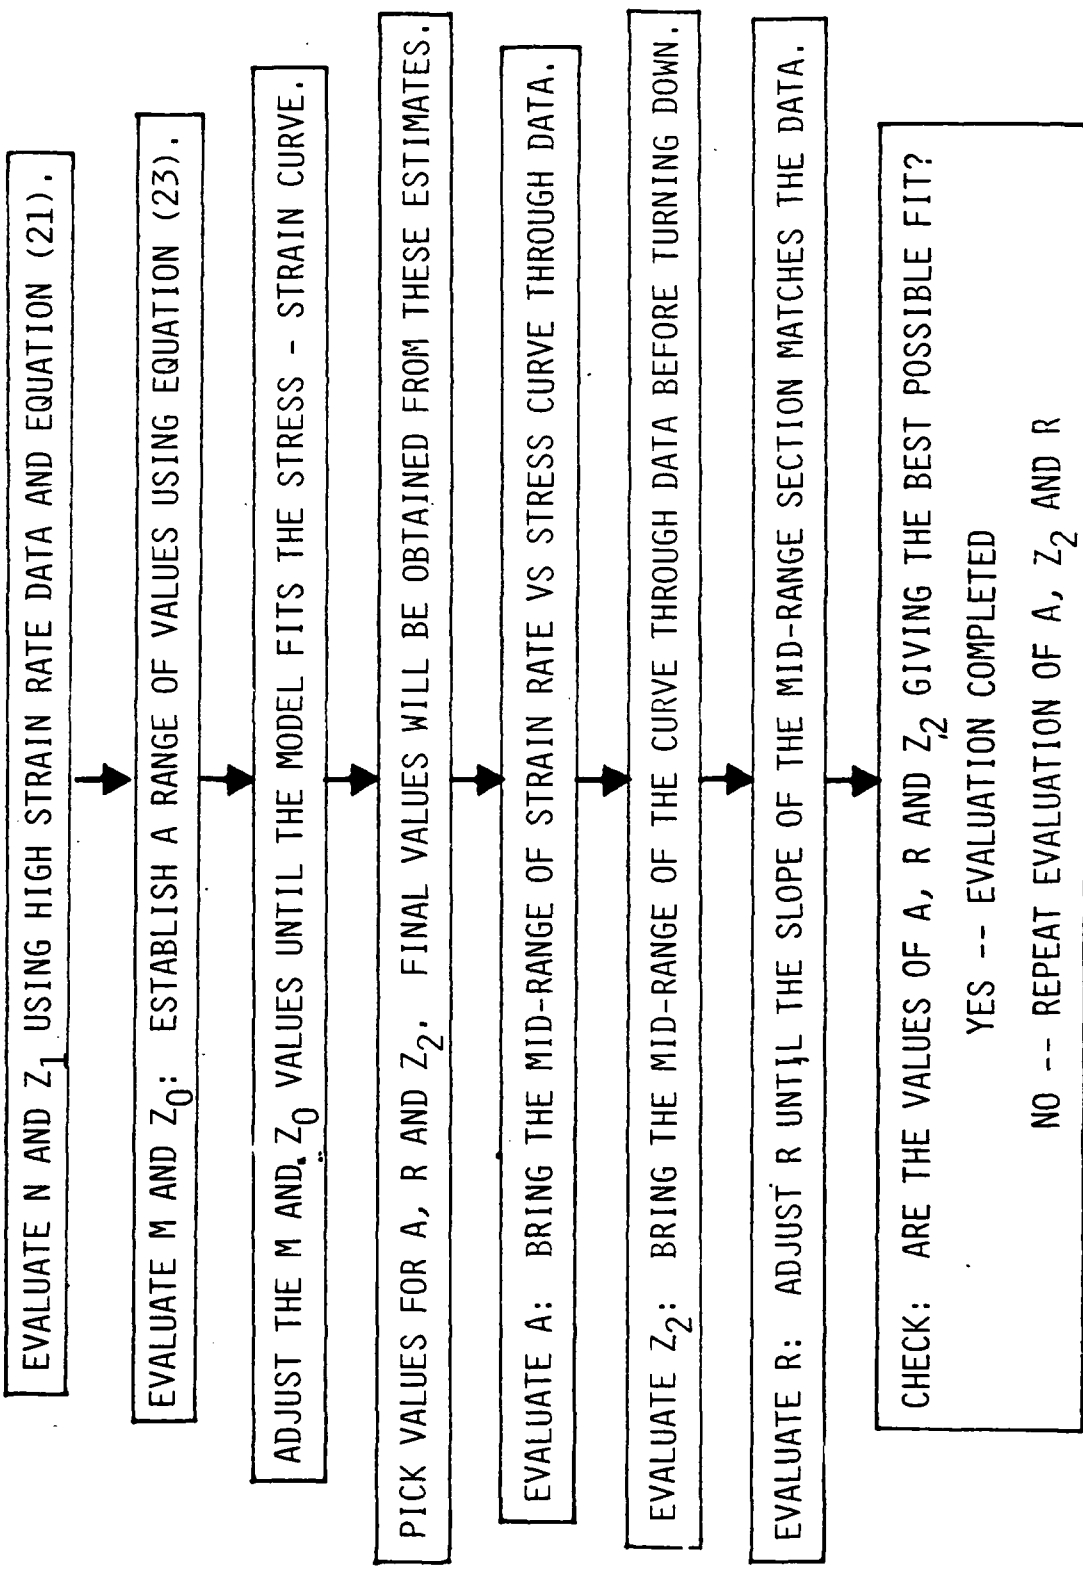 EVALUATE N AND Z1 USING HIGH STRAIN RATE DATA AND EQUATION (21).
EVALUATE M AND Z0: ESTABLISH A RANGE OF VALUES USING EQUATION (23).
ADJUST THE M AND Z0 VALUES UNTIL THE MODEL FITS THE STRESS - STRAIN CURVE.
PICK VALUES FOR A, R AND Z2. FINAL VALUES WILL BE OBTAINED FROM THESE ESTIMATES.
EVALUATE A: BRING THE MID-RANGE OF STRAIN RATE VS STRESS CURVE THROUGH DATA.
EVALUATE Z2: BRING THE MID-RANGE OF THE CURVE THROUGH DATA BEFORE TURNING DOWN.
EVALUATE R: ADJUST R UNTIL THE SLOPE OF THE MID-RANGE SECTION MATCHES THE DATA.
CHECK: ARE THE VALUES OF A, R AND Z2 GIVING THE BEST POSSIBLE FIT?
YES -- EVALUATION COMPLETED
NO -- REPEAT EVALUATION OF A, Z2 AND R